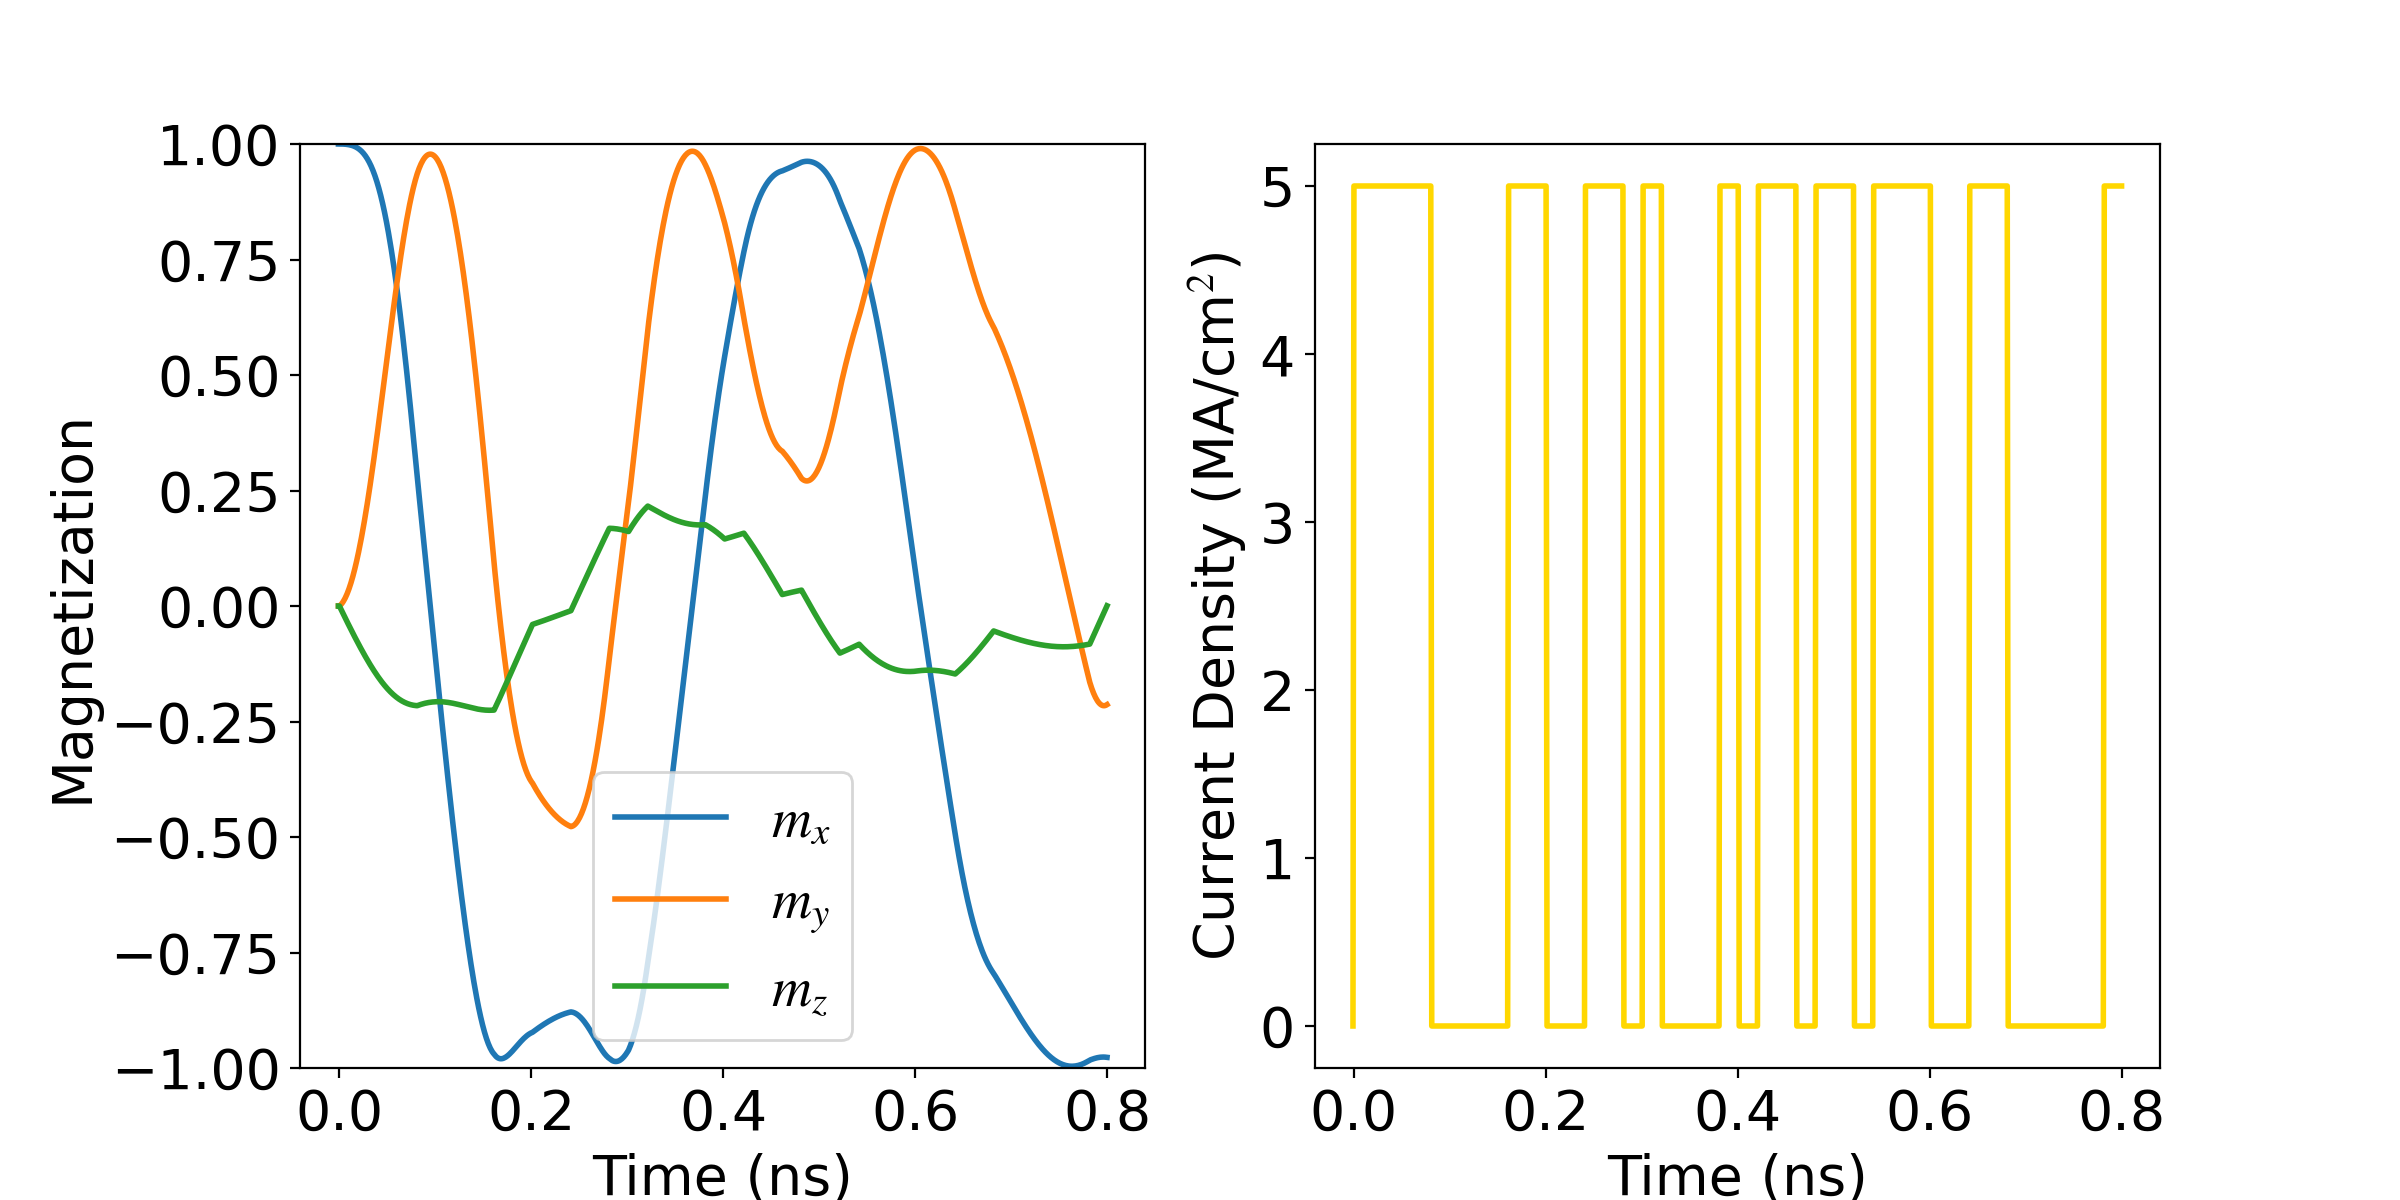 Magnetization
1.00
0.75
0.50
0.25
0.00
−0.25
−0.50
−0.75
−1.00
0.0 0.2 0.4 0.6 0.8
Time (ns)
m_x
m_y
m_z
Current Density (MA/cm²)
5
4
3
2
1
0
0.0 0.2 0.4 0.6 0.8
Time (ns)